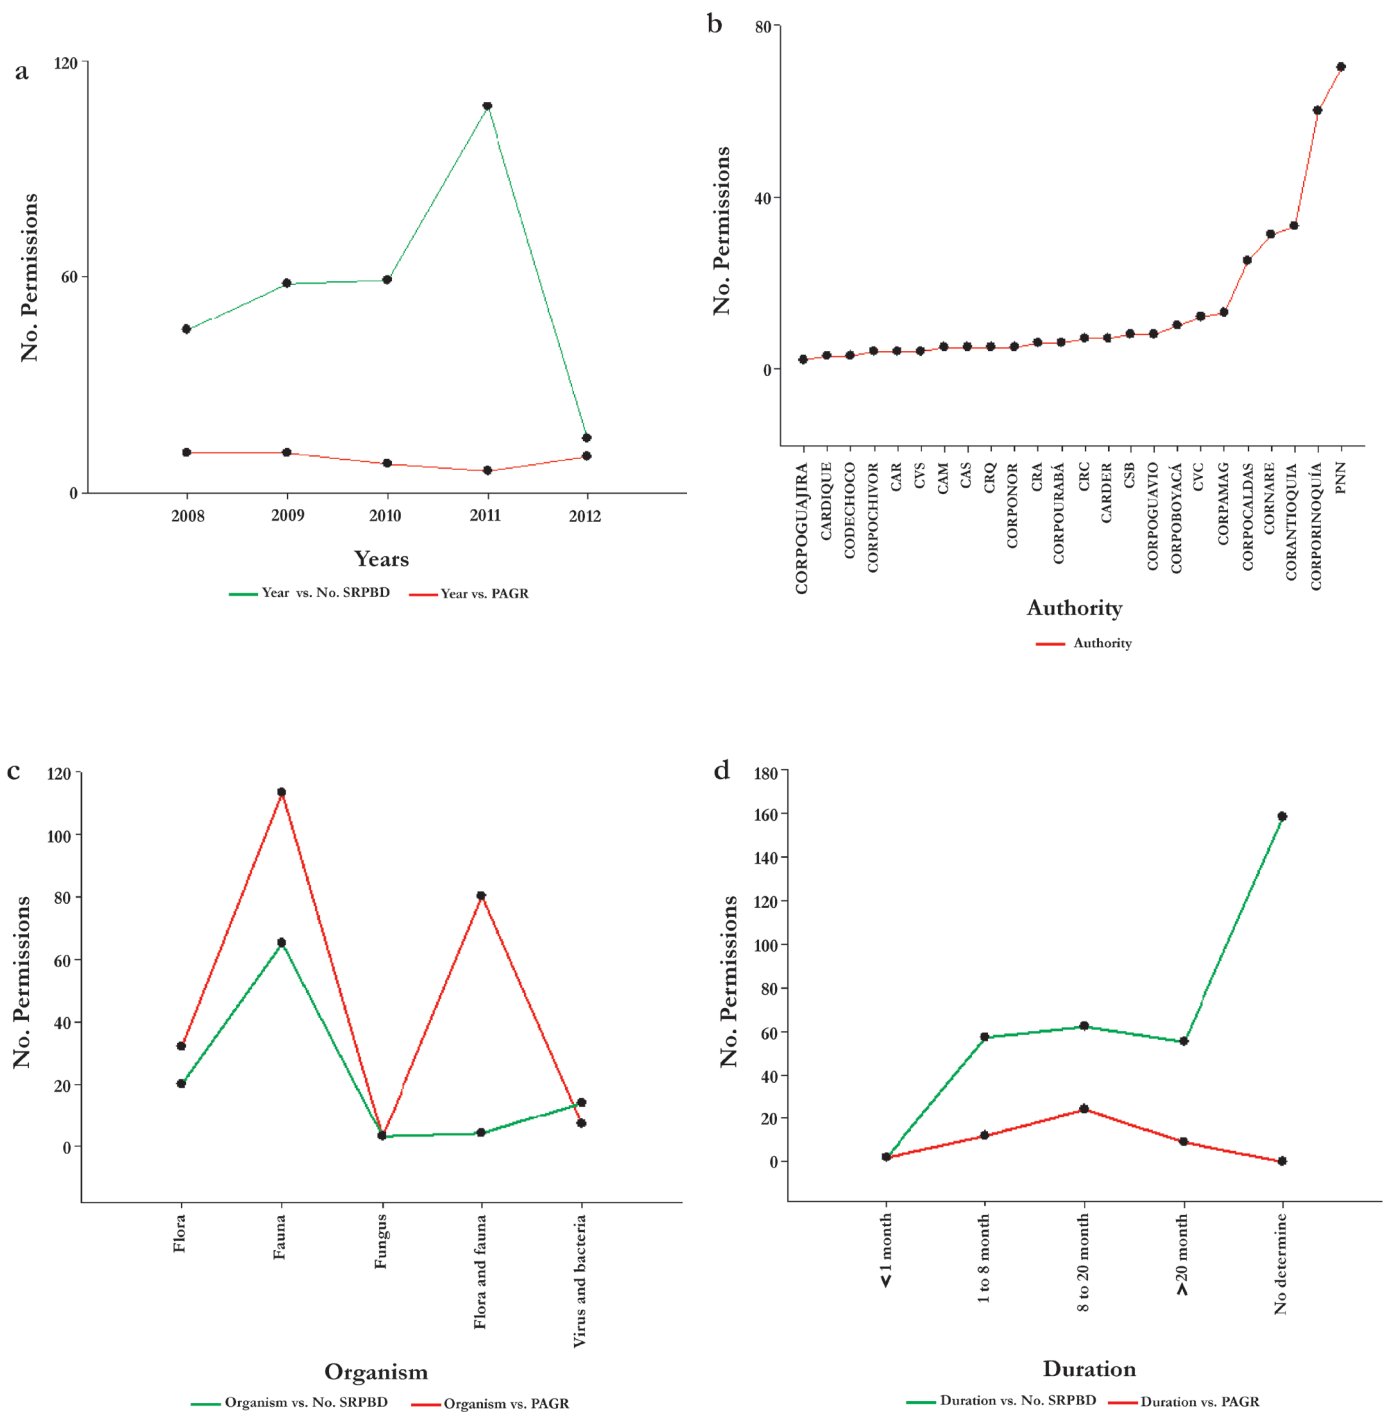 a
120
60
0
No. Permissions
2008 2009 2010 2011 2012
Years
Year vs. No. SRPBD Year vs. PAGR
b
80
40
0
No. Permissions
CORPOGUAJIRA
CARDIQUE
CODECHOCO
CORPOCHIVOR
CAR
CVS
CAM
CAS
CRQ
CORPONOR
CRA
CORPOURABÁ
CRC
CARDER
CSB
CORPOGUAVIO
CORPOBOYACÁ
CVC
CORPAMAG
CORPOCALDAS
CORNARE
CORANTIOQUIA
CORPORINOQUÍA
PNN
Authority
Authority
c
120
100
80
60
40
20
0
No. Permissions
Flora
Fauna
Fungus
Flora and fauna
Virus and bacteria
Organism
Organism vs. No. SRPBD Organism vs. PAGR
d
180
160
140
120
100
80
60
40
20
0
No. Permissions
<1 month
1 to 8 month
8 to 20 month
>20 month
No determine
Duration
Duration vs. No. SRPBD Duration vs. PAGR